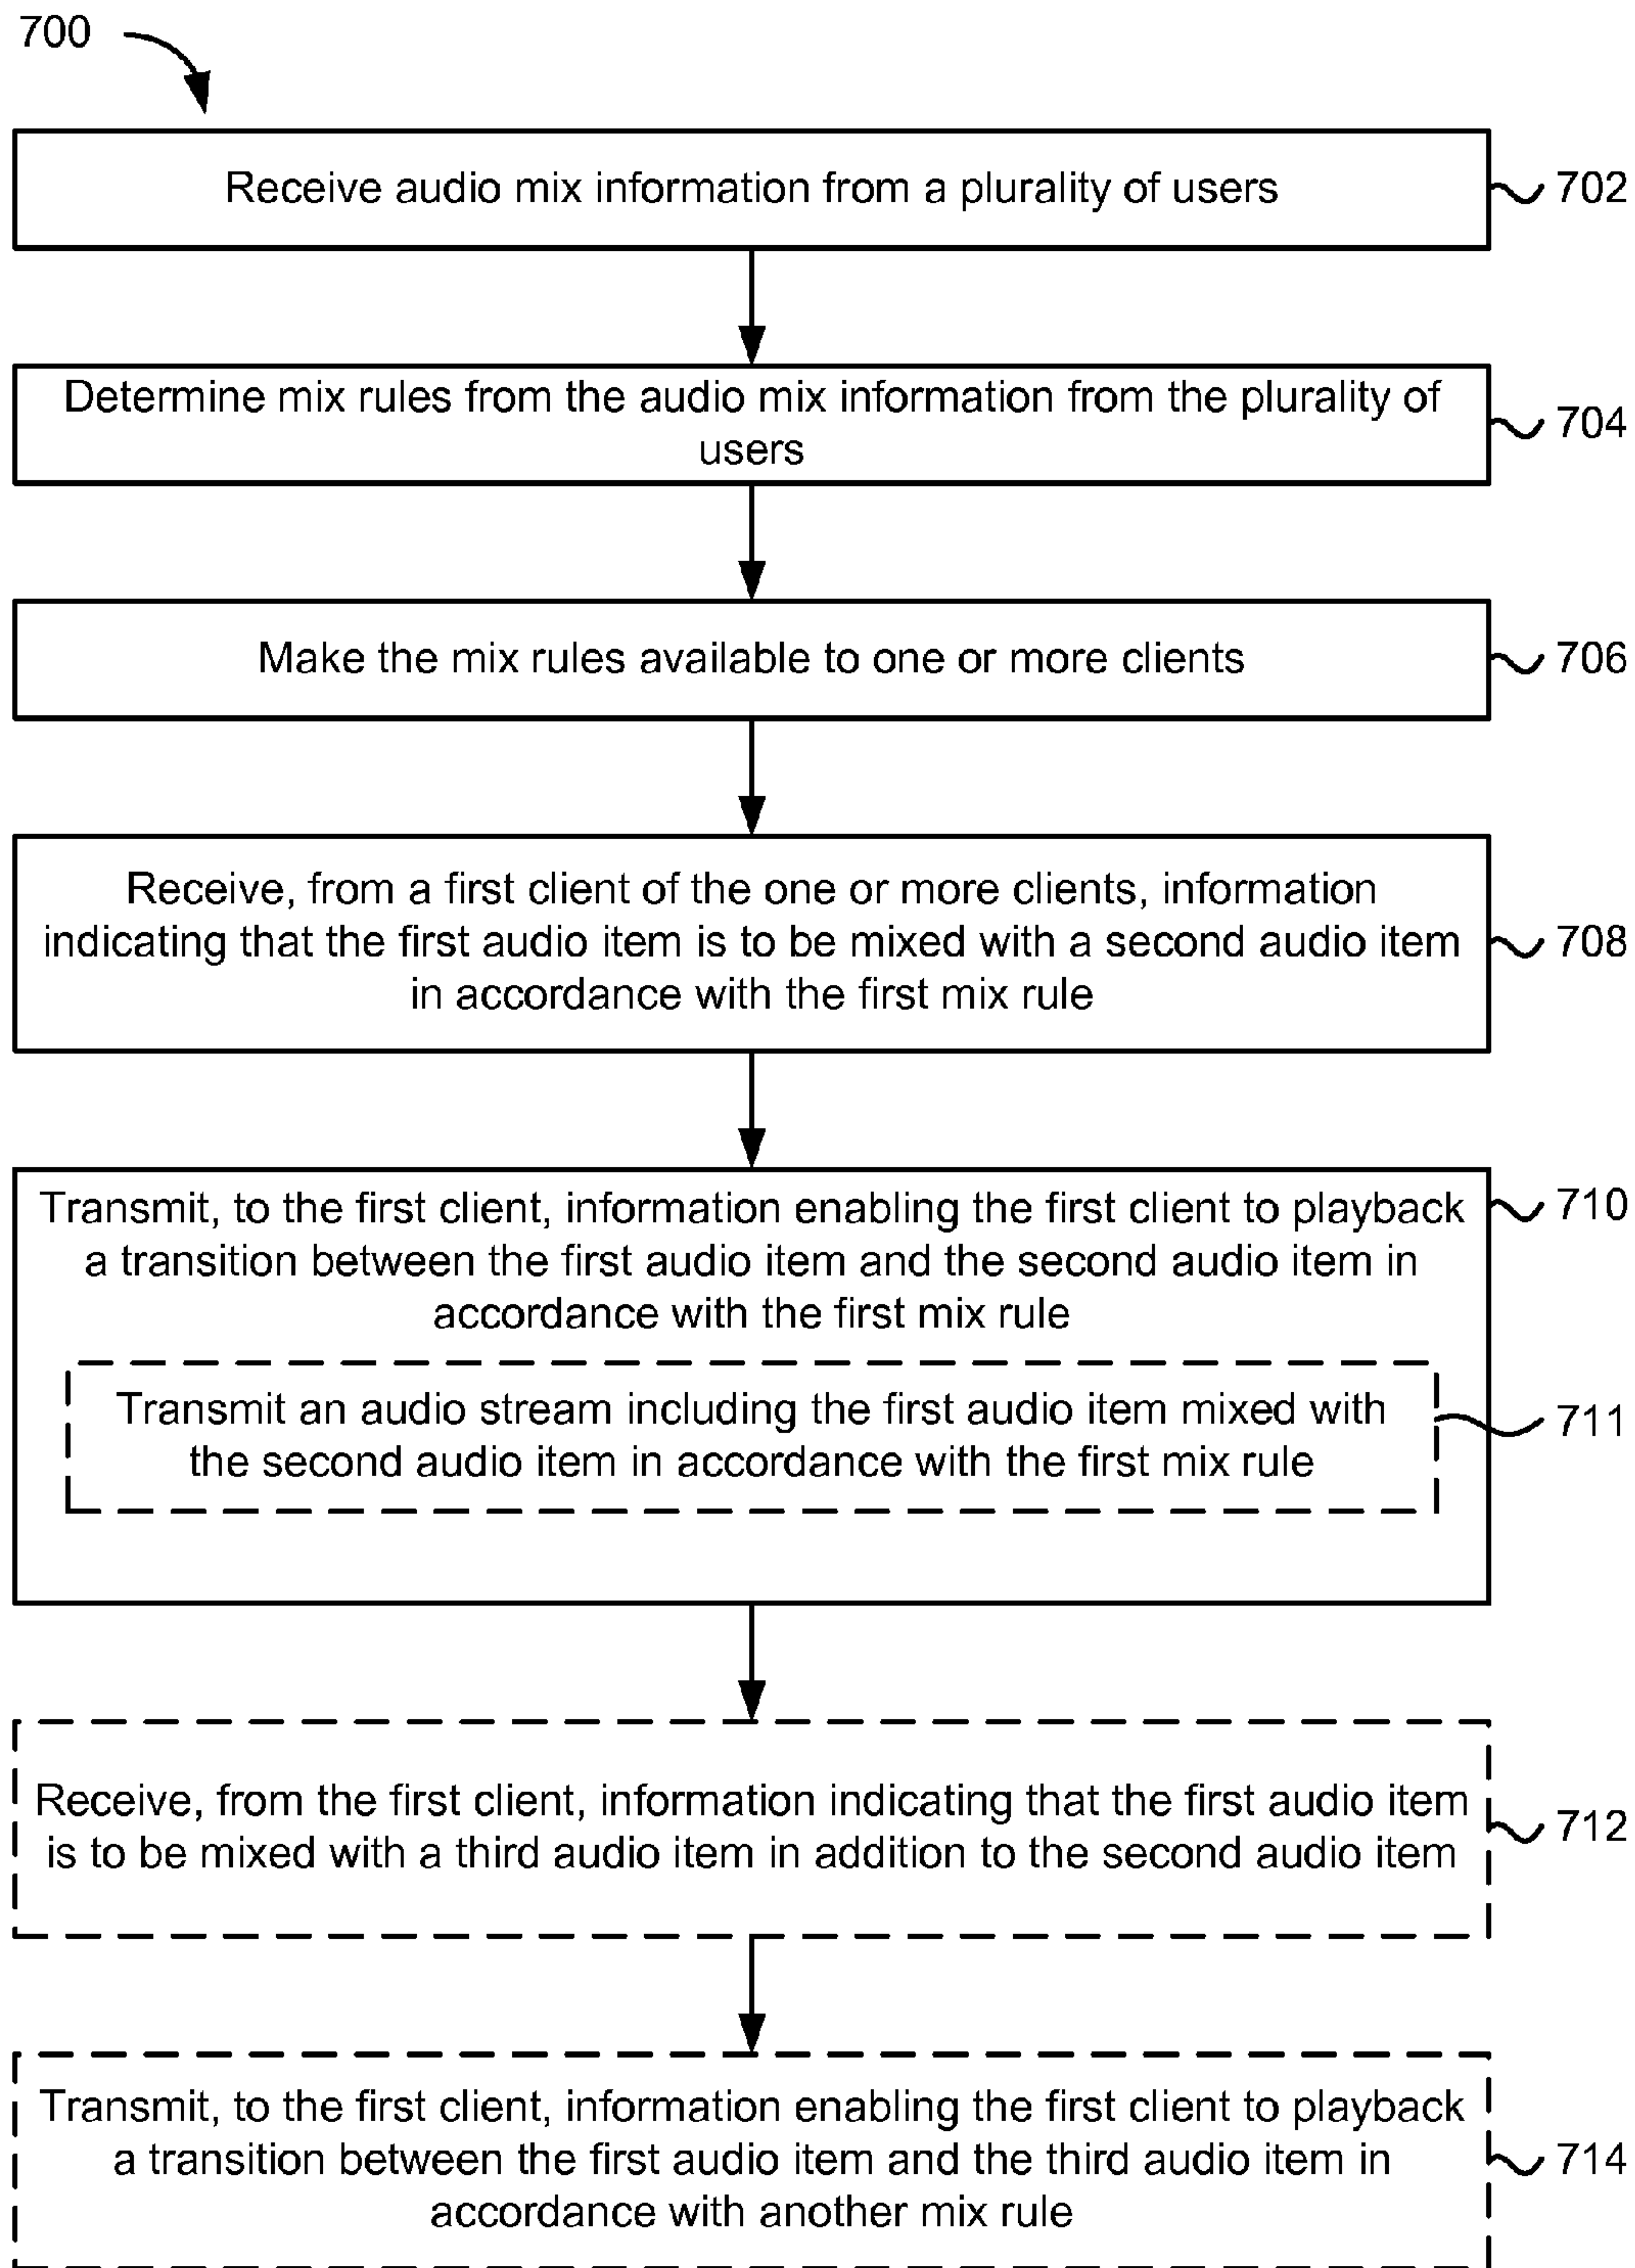 700
Receive audio mix information from a plurality of users
702
Determine mix rules from the audio mix information from the plurality of
users
704
Make the mix rules available to one or more clients
706
Receive, from a first client of the one or more clients, information
indicating that the first audio item is to be mixed with a second audio item
in accordance with the first mix rule
708
Transmit, to the first client, information enabling the first client to playback
a transition between the first audio item and the second audio item in
accordance with the first mix rule
710
Transmit an audio stream including the first audio item mixed with
the second audio item in accordance with the first mix rule
711
Receive, from the first client, information indicating that the first audio item
is to be mixed with a third audio item in addition to the second audio item
712
Transmit, to the first client, information enabling the first client to playback
a transition between the first audio item and the third audio item in
accordance with another mix rule
714